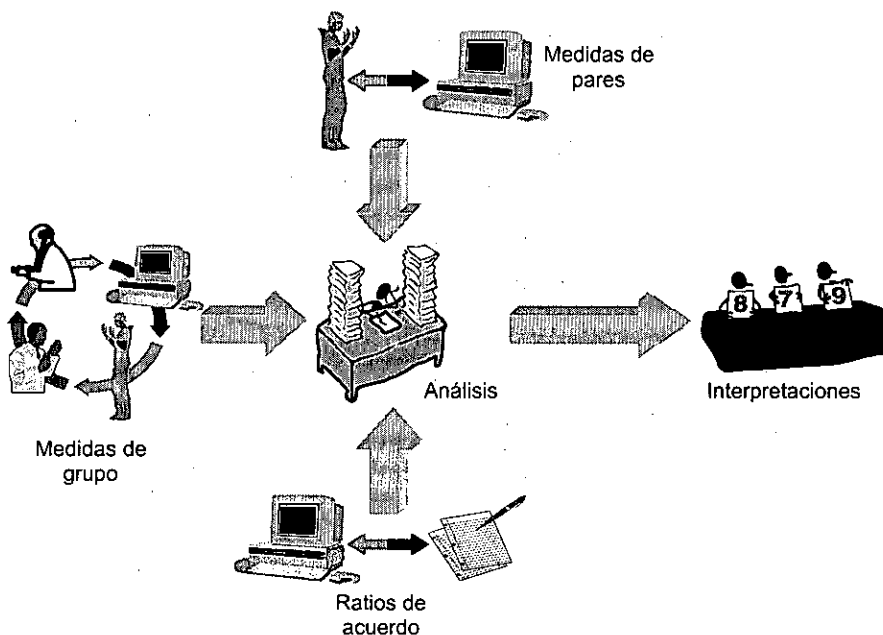 Medidas de
pares
8 7 9
Análisis
Interpretaciones
Medidas de
grupo
Ratios de
acuerdo